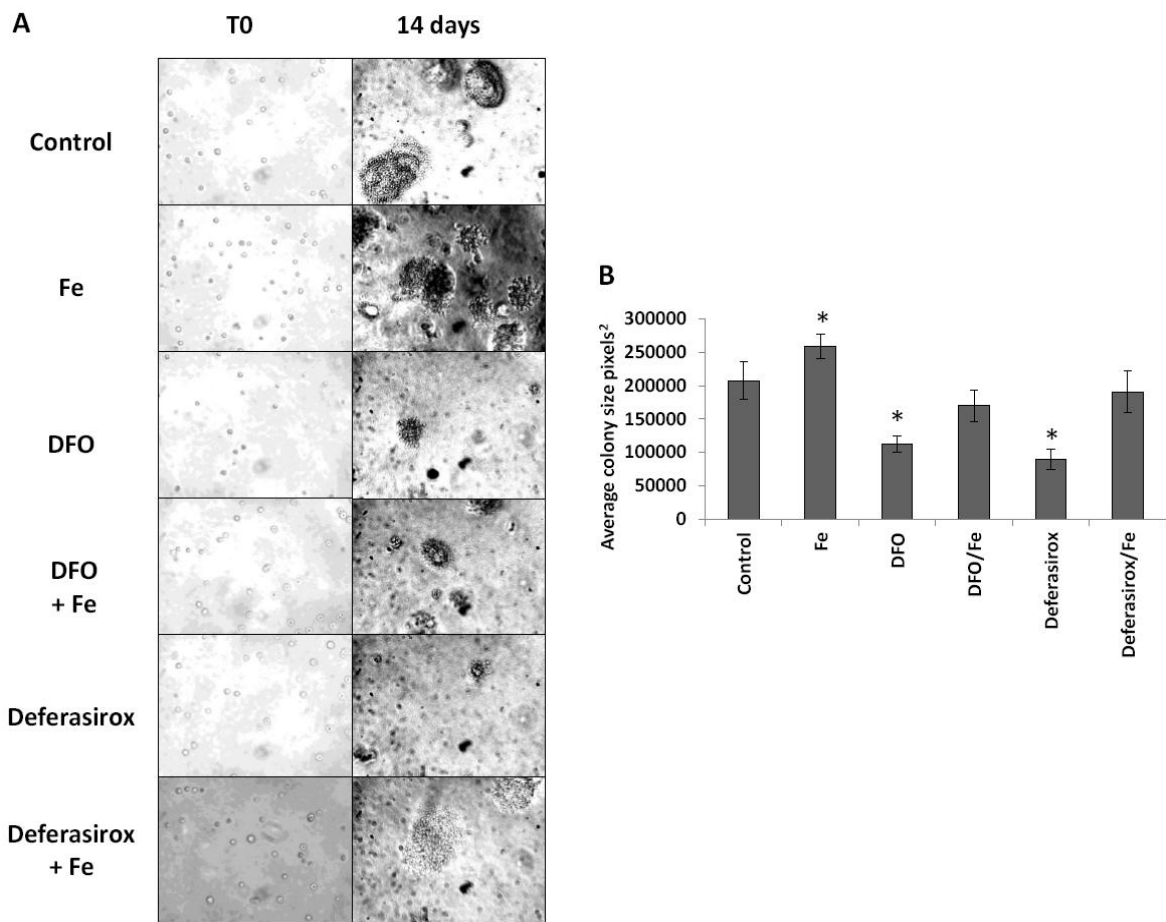 A
T0
14 days
Control
Fe
DFO
DFO
+ Fe
Deferasirox
Deferasirox
+ Fe
B
Average colony size pixels²
300000
250000
200000
150000
100000
50000
0
*
*
*
Control
Fe
DFO
DFO/Fe
Deferasirox
Deferasirox/Fe